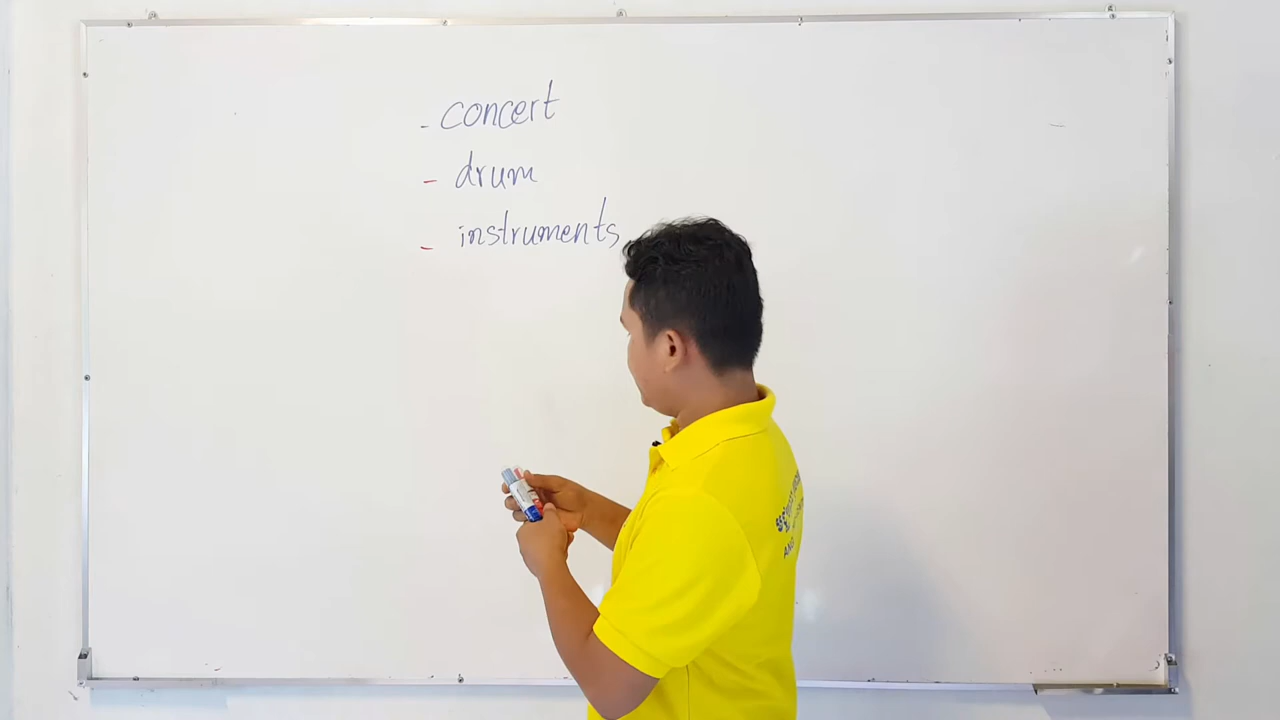 - concert
- drum
- instruments